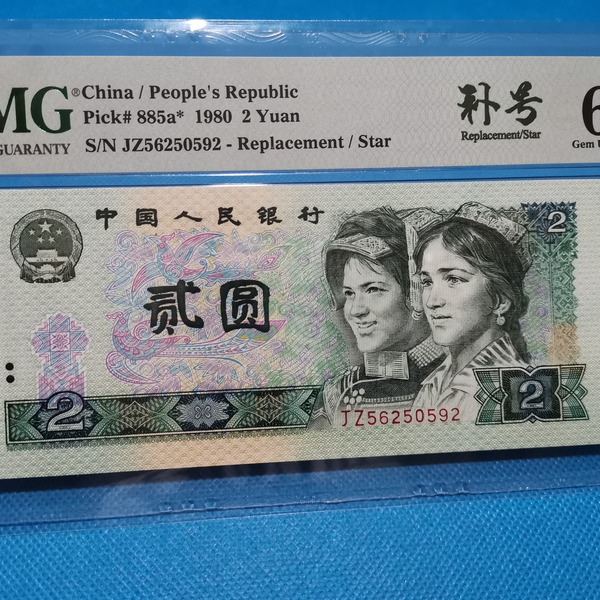 MG®
GUARANTY
China / People's Republic
Pick# 885a* 1980 2 Yuan
S/N JZ56250592 - Replacement / Star
补号
Replacement/Star
6
Gem U
中国人民银行
2
贰圆
2
JZ56250592
2